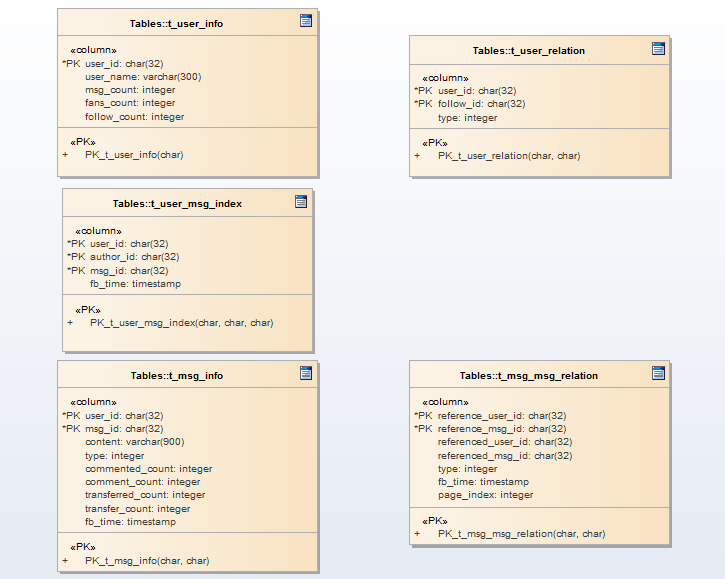 Tables::t_user_info
«column»
*PK user_id: char(32)
user_name: varchar(300)
msg_count: integer
fans_count: integer
follow_count: integer
«PK»
+ PK_t_user_info(char)
Tables::t_user_relation
«column»
*PK user_id: char(32)
*PK follow_id: char(32)
type: integer
«PK»
+ PK_t_user_relation(char, char)
Tables::t_user_msg_index
«column»
*PK user_id: char(32)
*PK author_id: char(32)
*PK msg_id: char(32)
fb_time: timestamp
«PK»
+ PK_t_user_msg_index(char, char, char)
Tables::t_msg_info
«column»
*PK user_id: char(32)
*PK msg_id: char(32)
content: varchar(900)
type: integer
commented_count: integer
comment_count: integer
transferred_count: integer
transfer_count: integer
fb_time: timestamp
«PK»
+ PK_t_msg_info(char, char)
Tables::t_msg_msg_relation
«column»
*PK reference_user_id: char(32)
*PK reference_msg_id: char(32)
referenced_user_id: char(32)
referenced_msg_id: char(32)
type: integer
fb_time: timestamp
page_index: integer
«PK»
+ PK_t_msg_msg_relation(char, char)